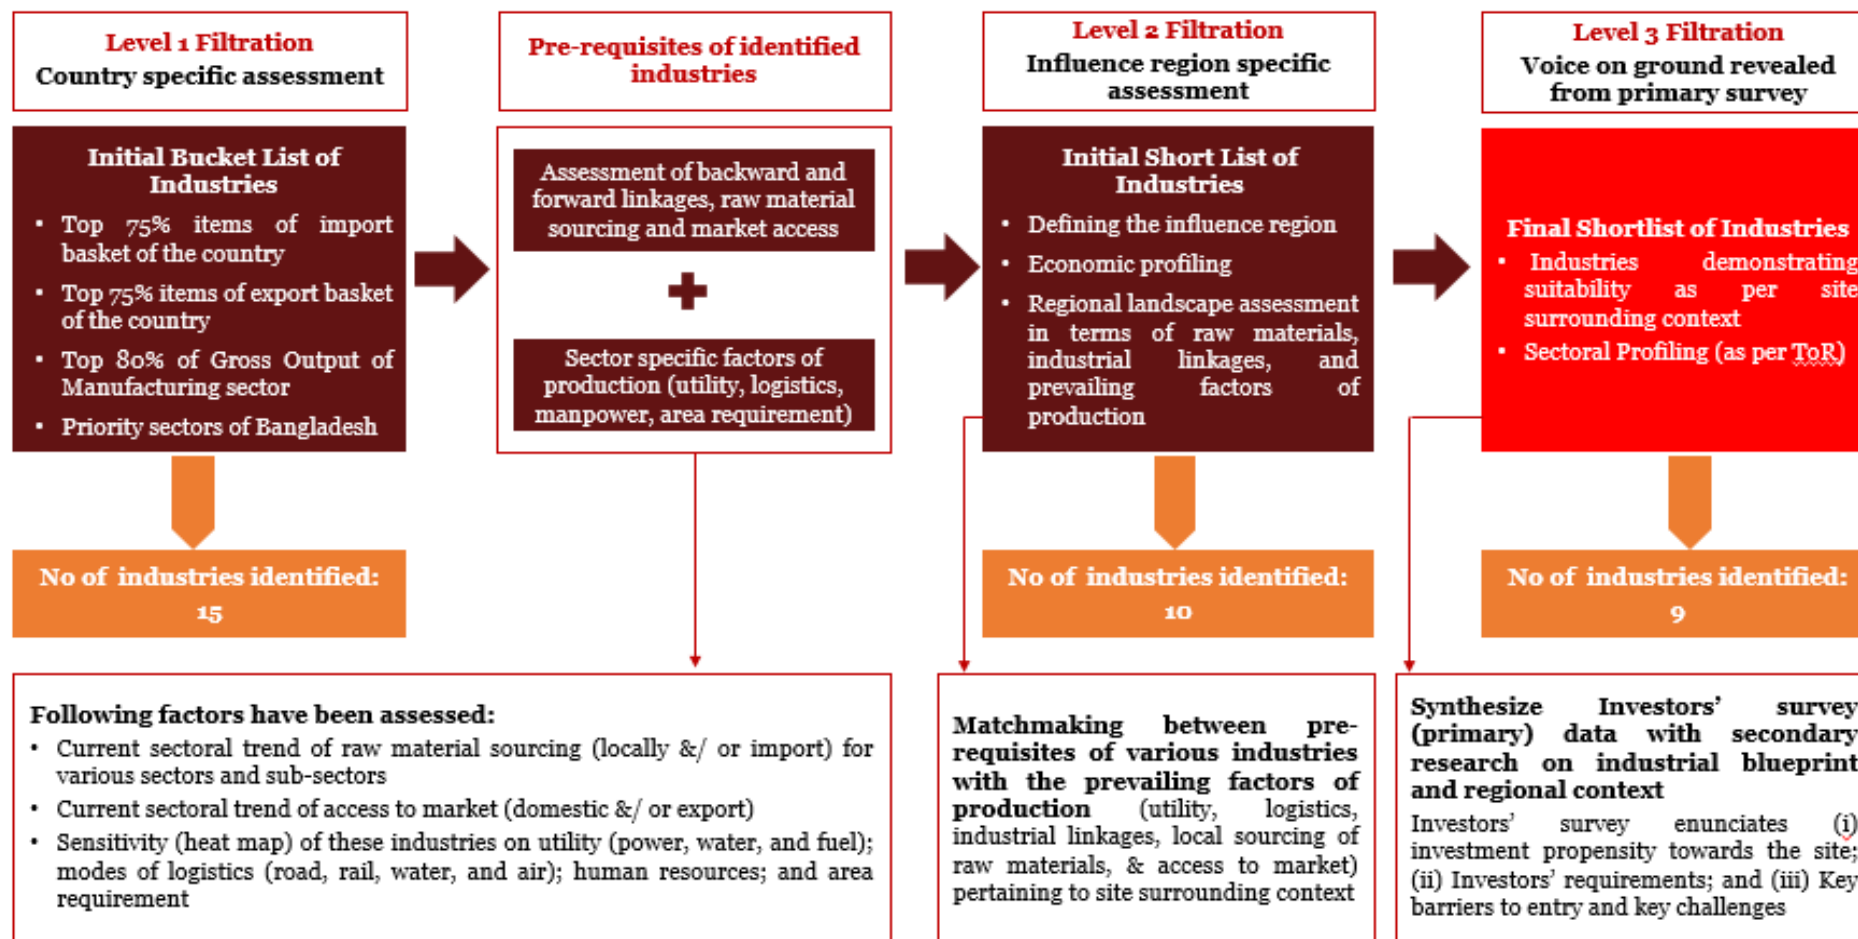 Level 1 Filtration
Country specific assessment
Pre-requisites of identified
industries
Level 2 Filtration
Influence region specific
assessment
Level 3 Filtration
Voice on ground revealed
from primary survey
Initial Bucket List of
Industries
• Top 75% items of import
basket of the country
• Top 75% items of export basket
of the country
• Top 80% of Gross Output of
Manufacturing sector
• Priority sectors of Bangladesh
Assessment of backward and
forward linkages, raw material
sourcing and market access
Sector specific factors of
production (utility, logistics,
manpower, area requirement)
Initial Short List of
Industries
• Defining the influence region
• Economic profiling
• Regional landscape assessment
in terms of raw materials,
industrial linkages, and
prevailing factors of
production
Final Shortlist of Industries
• Industries demonstrating
suitability as per site
surrounding context
• Sectoral Profiling (as per ToR)
No of industries identified:
15
No of industries identified:
10
No of industries identified:
9
Following factors have been assessed:
• Current sectoral trend of raw material sourcing (locally &/ or import) for
various sectors and sub-sectors
• Current sectoral trend of access to market (domestic &/ or export)
• Sensitivity (heat map) of these industries on utility (power, water, and fuel);
modes of logistics (road, rail, water, and air); human resources; and area
requirement
Matchmaking between pre-
requisites of various industries
with the prevailing factors of
production (utility, logistics,
industrial linkages, local sourcing of
raw materials, & access to market)
pertaining to site surrounding context
Synthesize Investors' survey
(primary) data with secondary
research on industrial blueprint
and regional context
Investors' survey enunciates (i)
investment propensity towards the site;
(ii) Investors' requirements; and (iii) Key
barriers to entry and key challenges